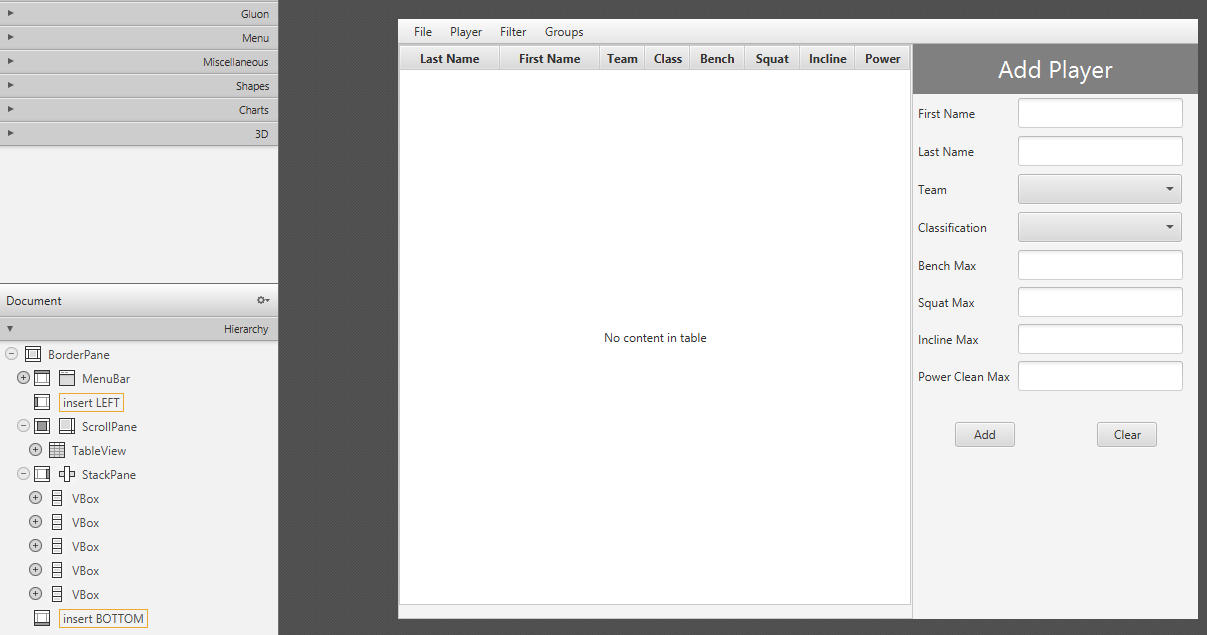 Gluon
Menu
Miscellaneous
Shapes
Charts
3D
Document
Hierarchy
BorderPane
MenuBar
insert LEFT
ScrollPane
TableView
StackPane
VBox
VBox
VBox
VBox
VBox
insert BOTTOM
File Player Filter Groups
Last Name First Name Team Class Bench Squat Incline Power
No content in table
Add Player
First Name
Last Name
Team
Classification
Bench Max
Squat Max
Incline Max
Power Clean Max
Add Clear